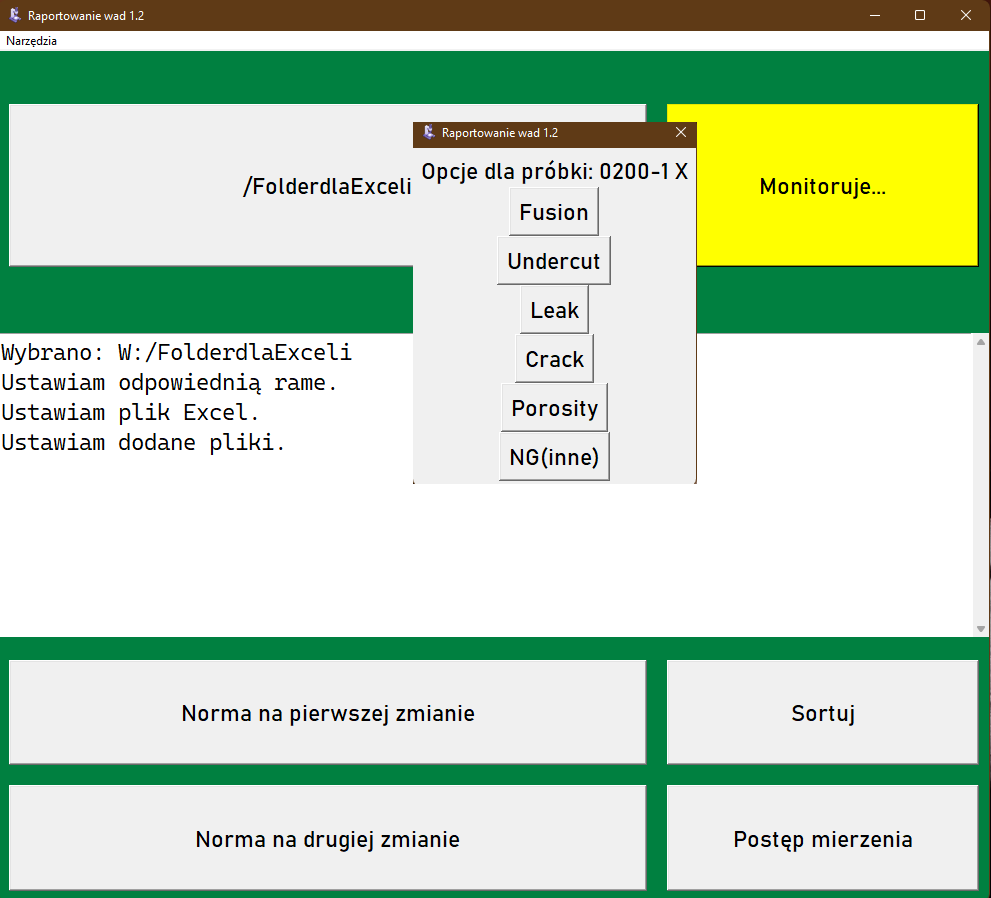 Raportowanie wad 1.2
Narzędzia
/FolderdlaExceli
Monitoruje...
Raportowanie wad 1.2
Opcje dla próbki: 0200-1 X
Fusion
Undercut
Leak
Crack
Porosity
NG(inne)
Wybrano: W:/FolderdlaExceli
Ustawiam odpowiednią rame.
Ustawiam plik Excel.
Ustawiam dodane pliki.
Norma na pierwszej zmianie
Sortuj
Norma na drugiej zmianie
Postęp mierzenia